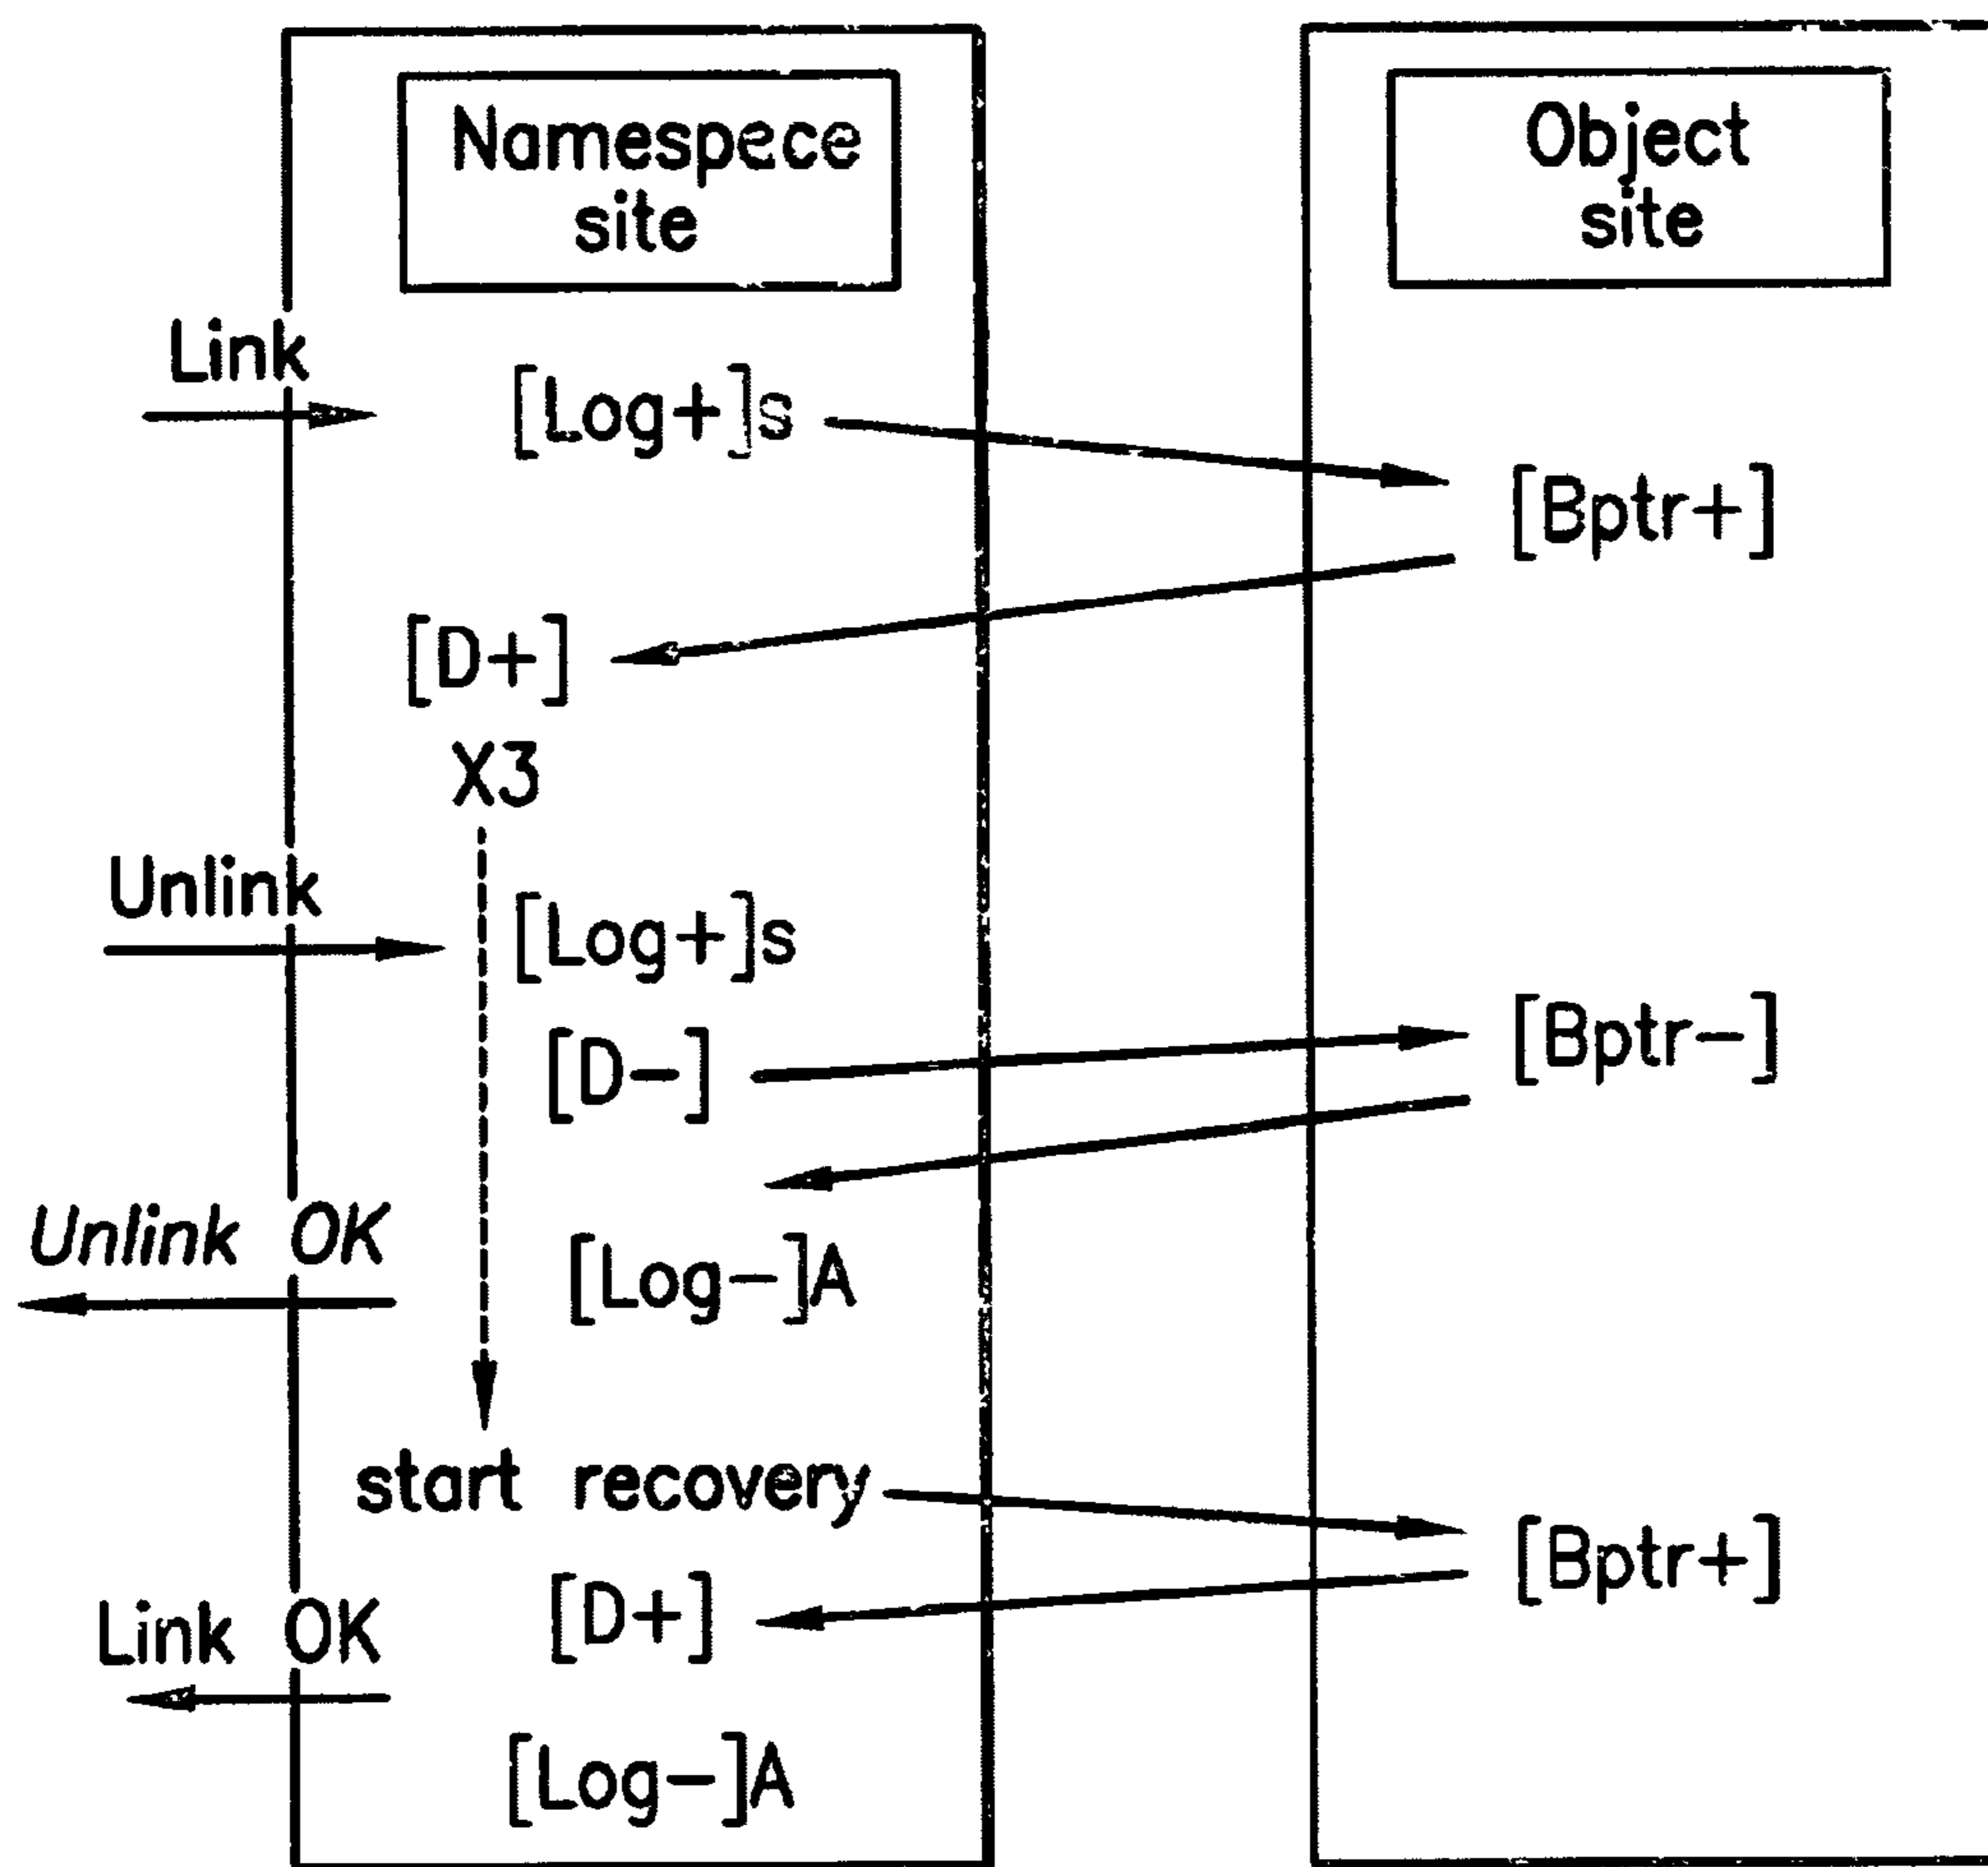 Namespece
site
Object
site
Link
[Log+]s
[Bptr+]
[D+]
X3
Unlink
[Log+]s
[D-]
[Bptr-]
Unlink OK
[Log-]A
start recovery
[Bptr+]
[D+]
Link OK
[Log-]A